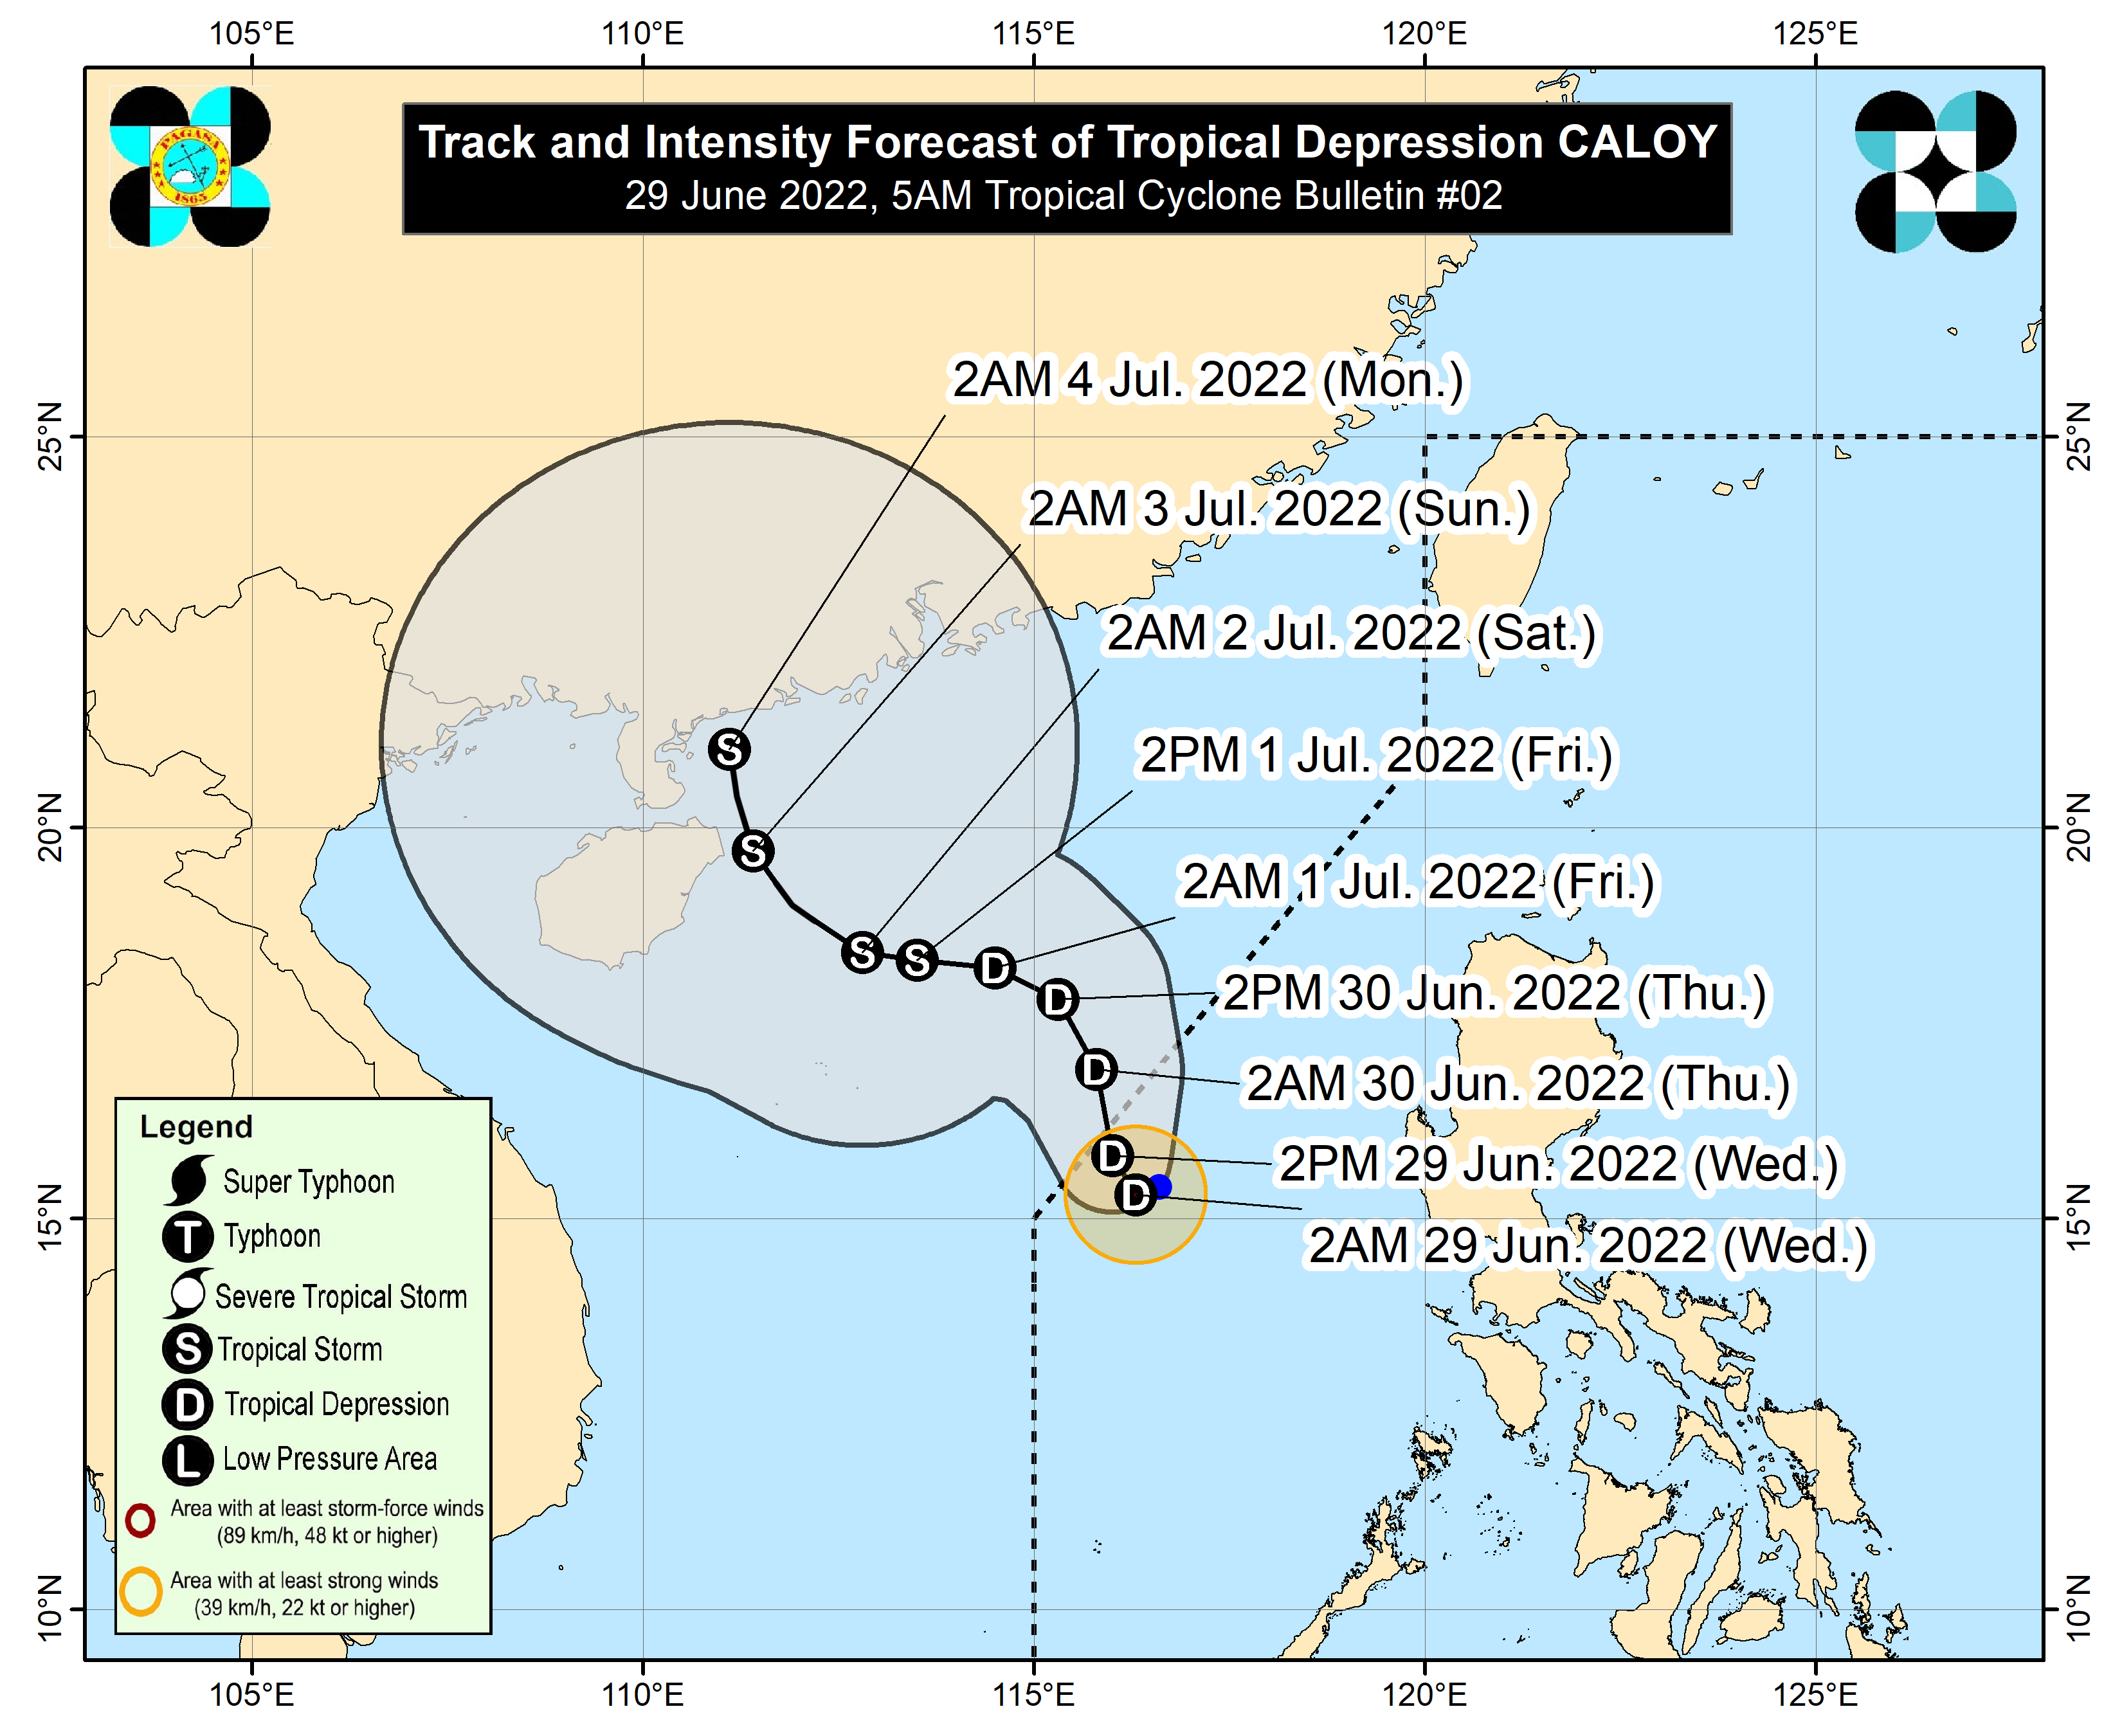 105°E 110°E 115°E 120°E 125°E
PAGASA
1865
Track and Intensity Forecast of Tropical Depression CALOY
29 June 2022, 5AM Tropical Cyclone Bulletin #02
2AM 4 Jul. 2022 (Mon.)
25°N 25°N
2AM 3 Jul. 2022 (Sun.)
2AM 2 Jul. 2022 (Sat.)
2PM 1 Jul. 2022 (Fri.)
S
20°N 20°N
S
2AM 1 Jul. 2022 (Fri.)
S S D
D
2PM 30 Jun. 2022 (Thu.)
D
2AM 30 Jun. 2022 (Thu.)
D
2PM 29 Jun. 2022 (Wed.)
D
15°N 15°N
2AM 29 Jun. 2022 (Wed.)
Legend
Super Typhoon
T Typhoon
Severe Tropical Storm
S Tropical Storm
D Tropical Depression
L Low Pressure Area
Area with at least storm-force winds
(89 km/h, 48 kt or higher)
Area with at least strong winds
(39 km/h, 22 kt or higher)
10°N 10°N
105°E 110°E 115°E 120°E 125°E